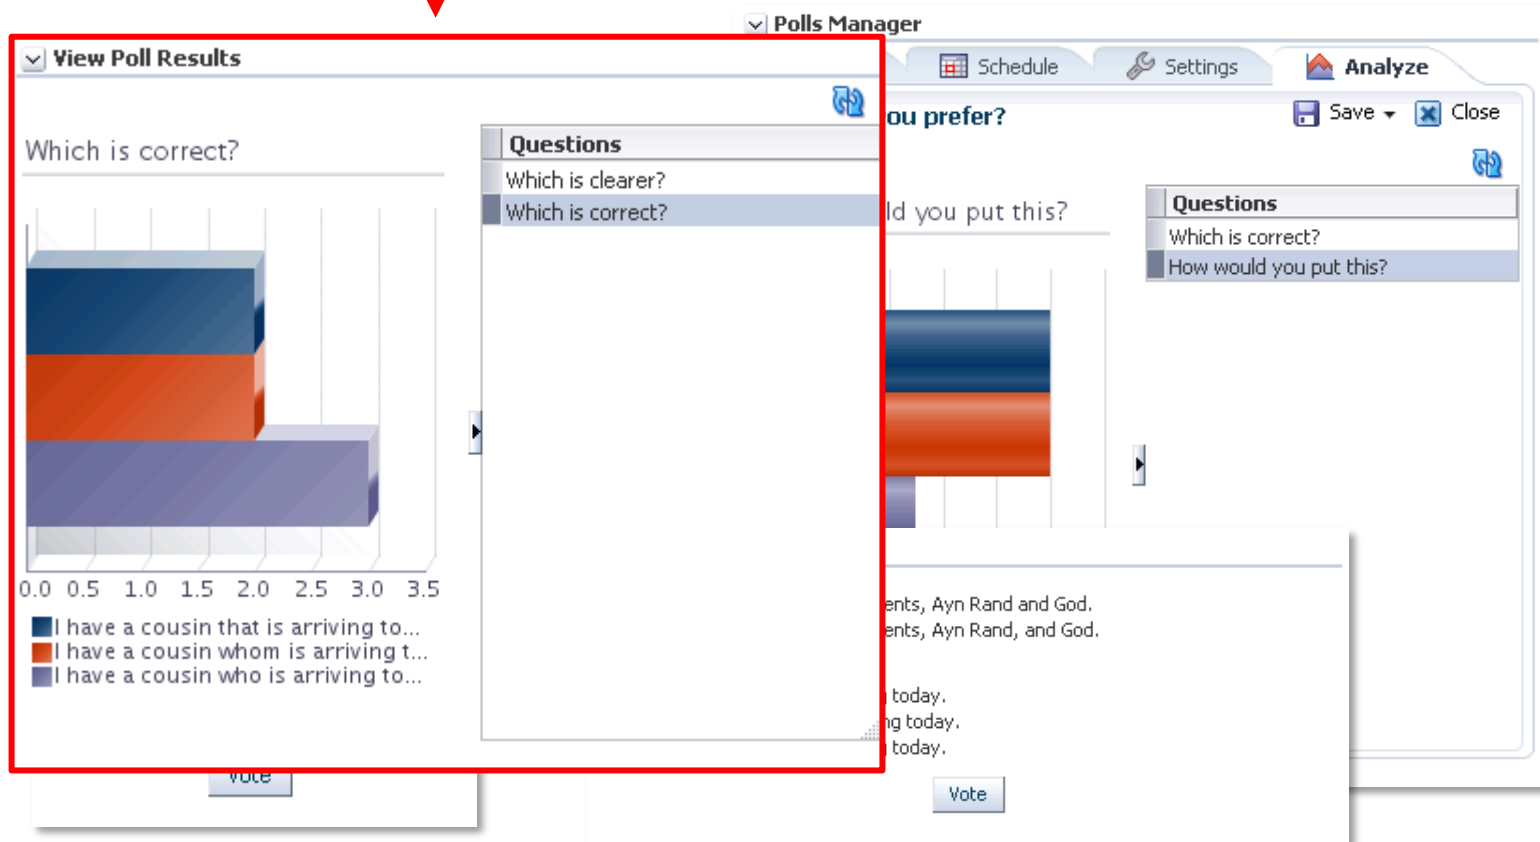 View Poll Results
Which is correct?
Questions
Which is clearer?
Which is correct?
0.0 0.5 1.0 1.5 2.0 2.5 3.0 3.5
I have a cousin that is arriving to...
I have a cousin whom is arriving t...
I have a cousin who is arriving to...
Vote
Polls Manager
Schedule Settings Analyze
ou prefer?
Save Close
ld you put this?
Questions
Which is correct?
How would you put this?
ents, Ayn Rand and God.
ents, Ayn Rand, and God.
today.
ng today.
today.
Vote